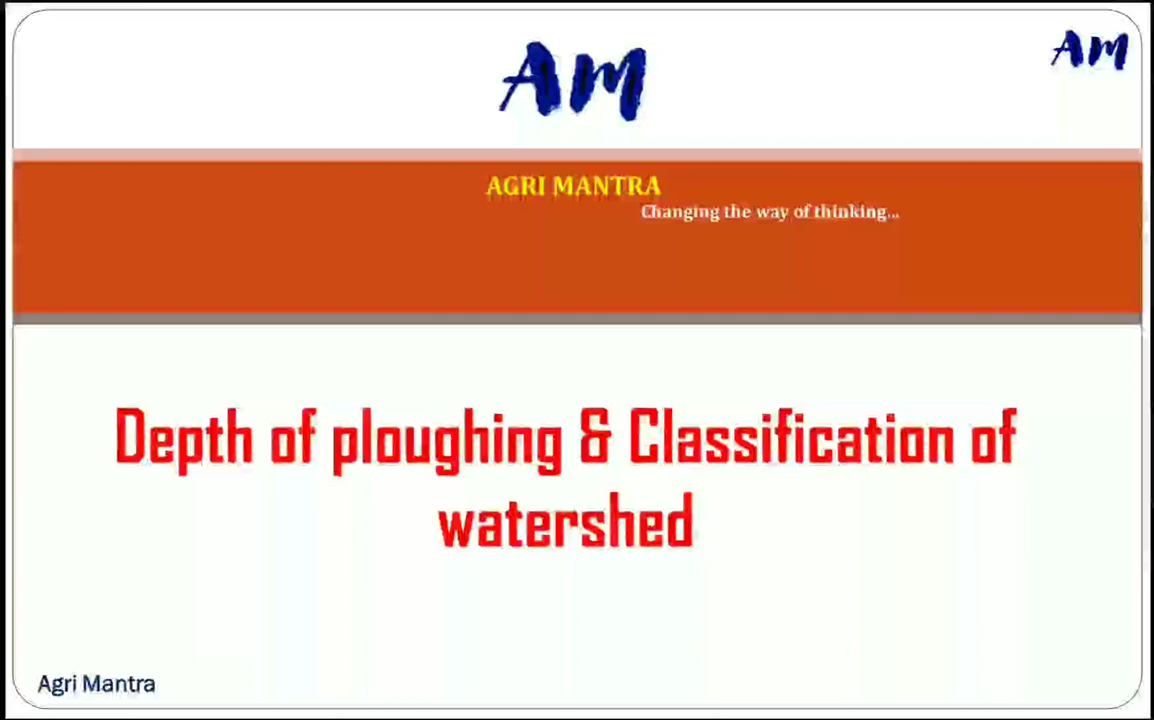 AM
AM
AGRI MANTRA
Changing the way of thinking...
Depth of ploughing & Classification of
watershed
Agri Mantra